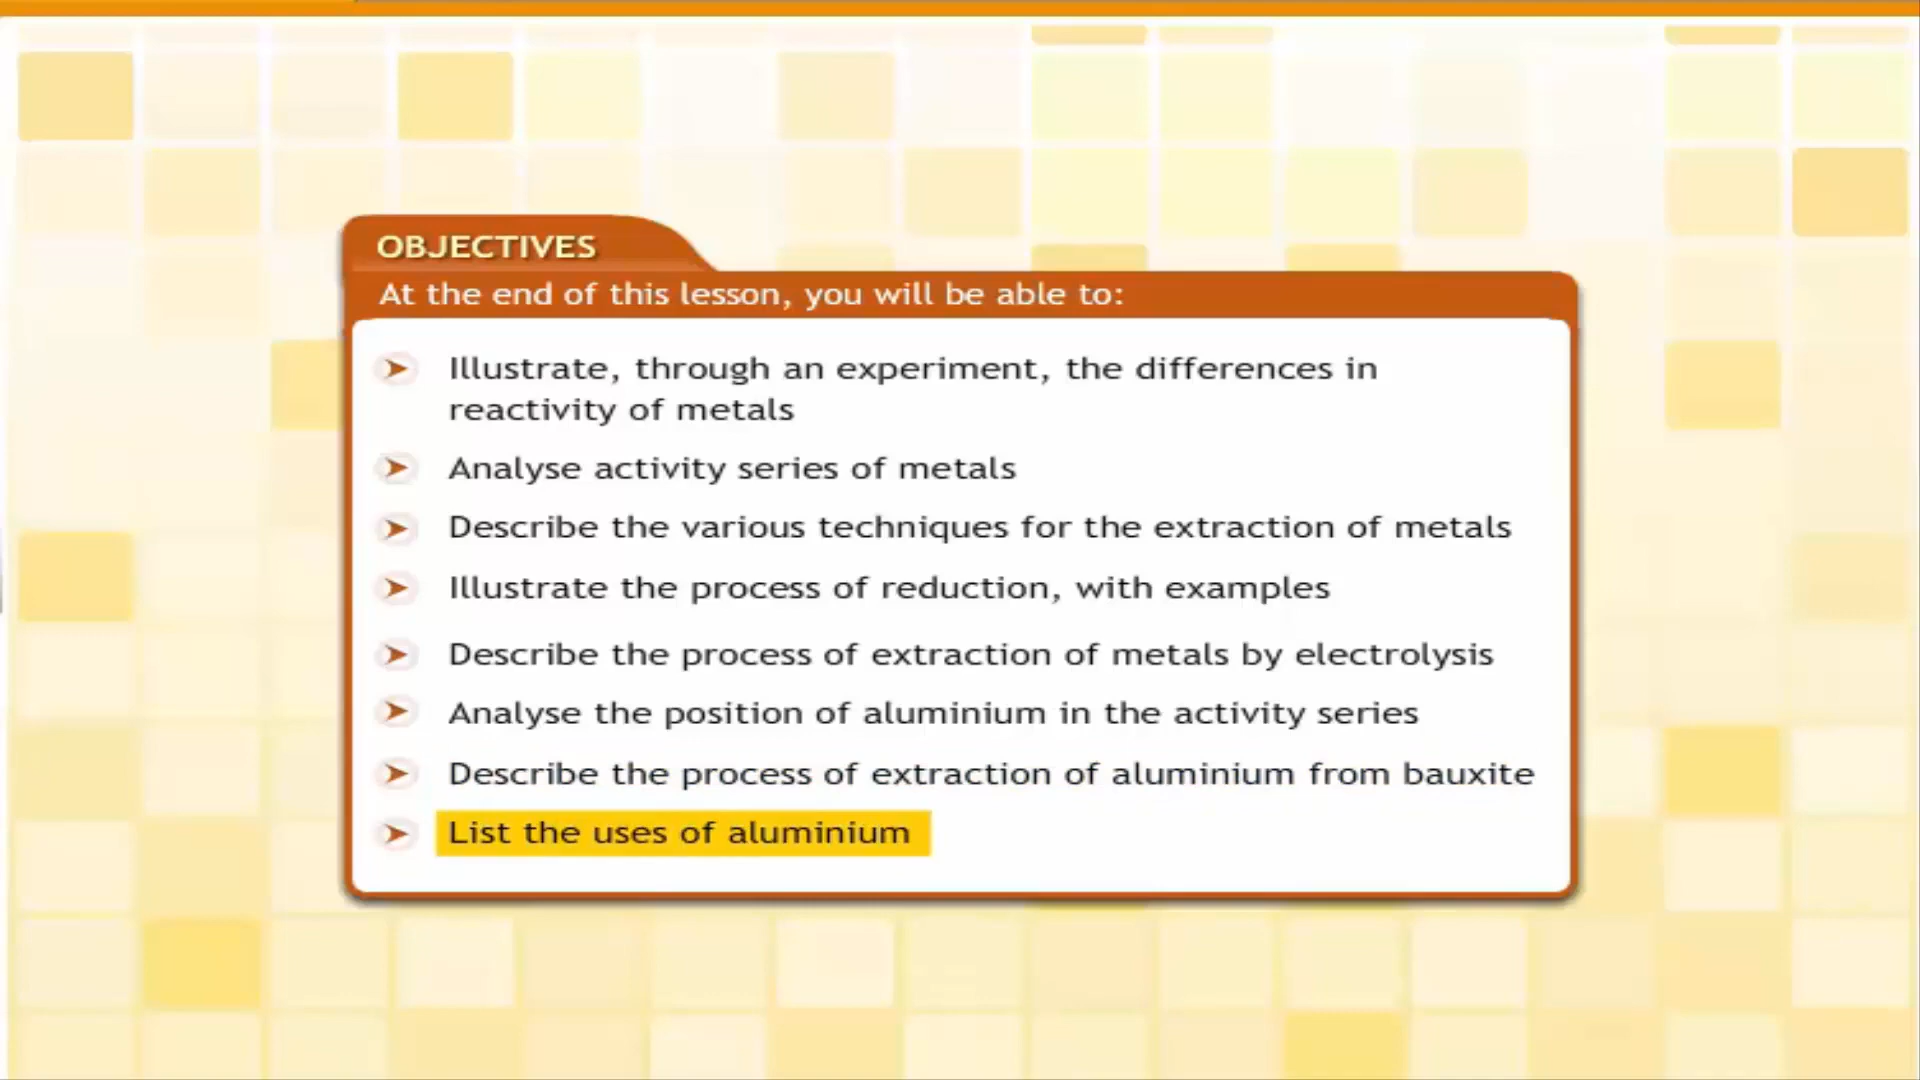 OBJECTIVES
At the end of this lesson, you will be able to:
Illustrate, through an experiment, the differences in
reactivity of metals
Analyse activity series of metals
Describe the various techniques for the extraction of metals
Illustrate the process of reduction, with examples
Describe the process of extraction of metals by electrolysis
Analyse the position of aluminium in the activity series
Describe the process of extraction of aluminium from bauxite
List the uses of aluminium